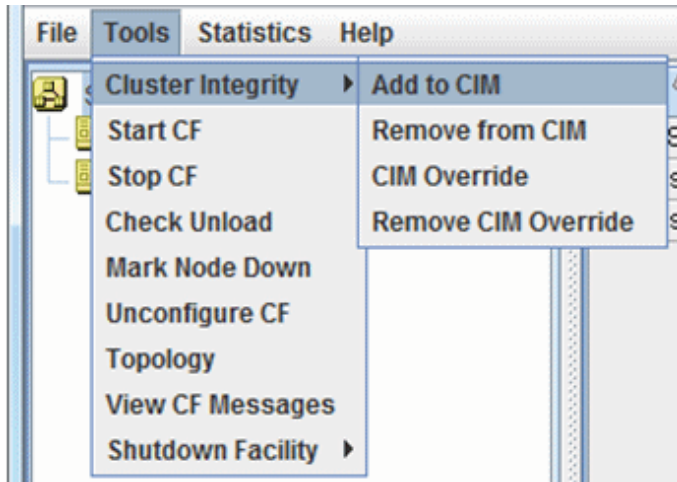 File Tools Statistics Help
Cluster Integrity Add to CIM
Start CF Remove from CIM
Stop CF CIM Override
Check Unload Remove CIM Override
Mark Node Down
Unconfigure CF
Topology
View CF Messages
Shutdown Facility